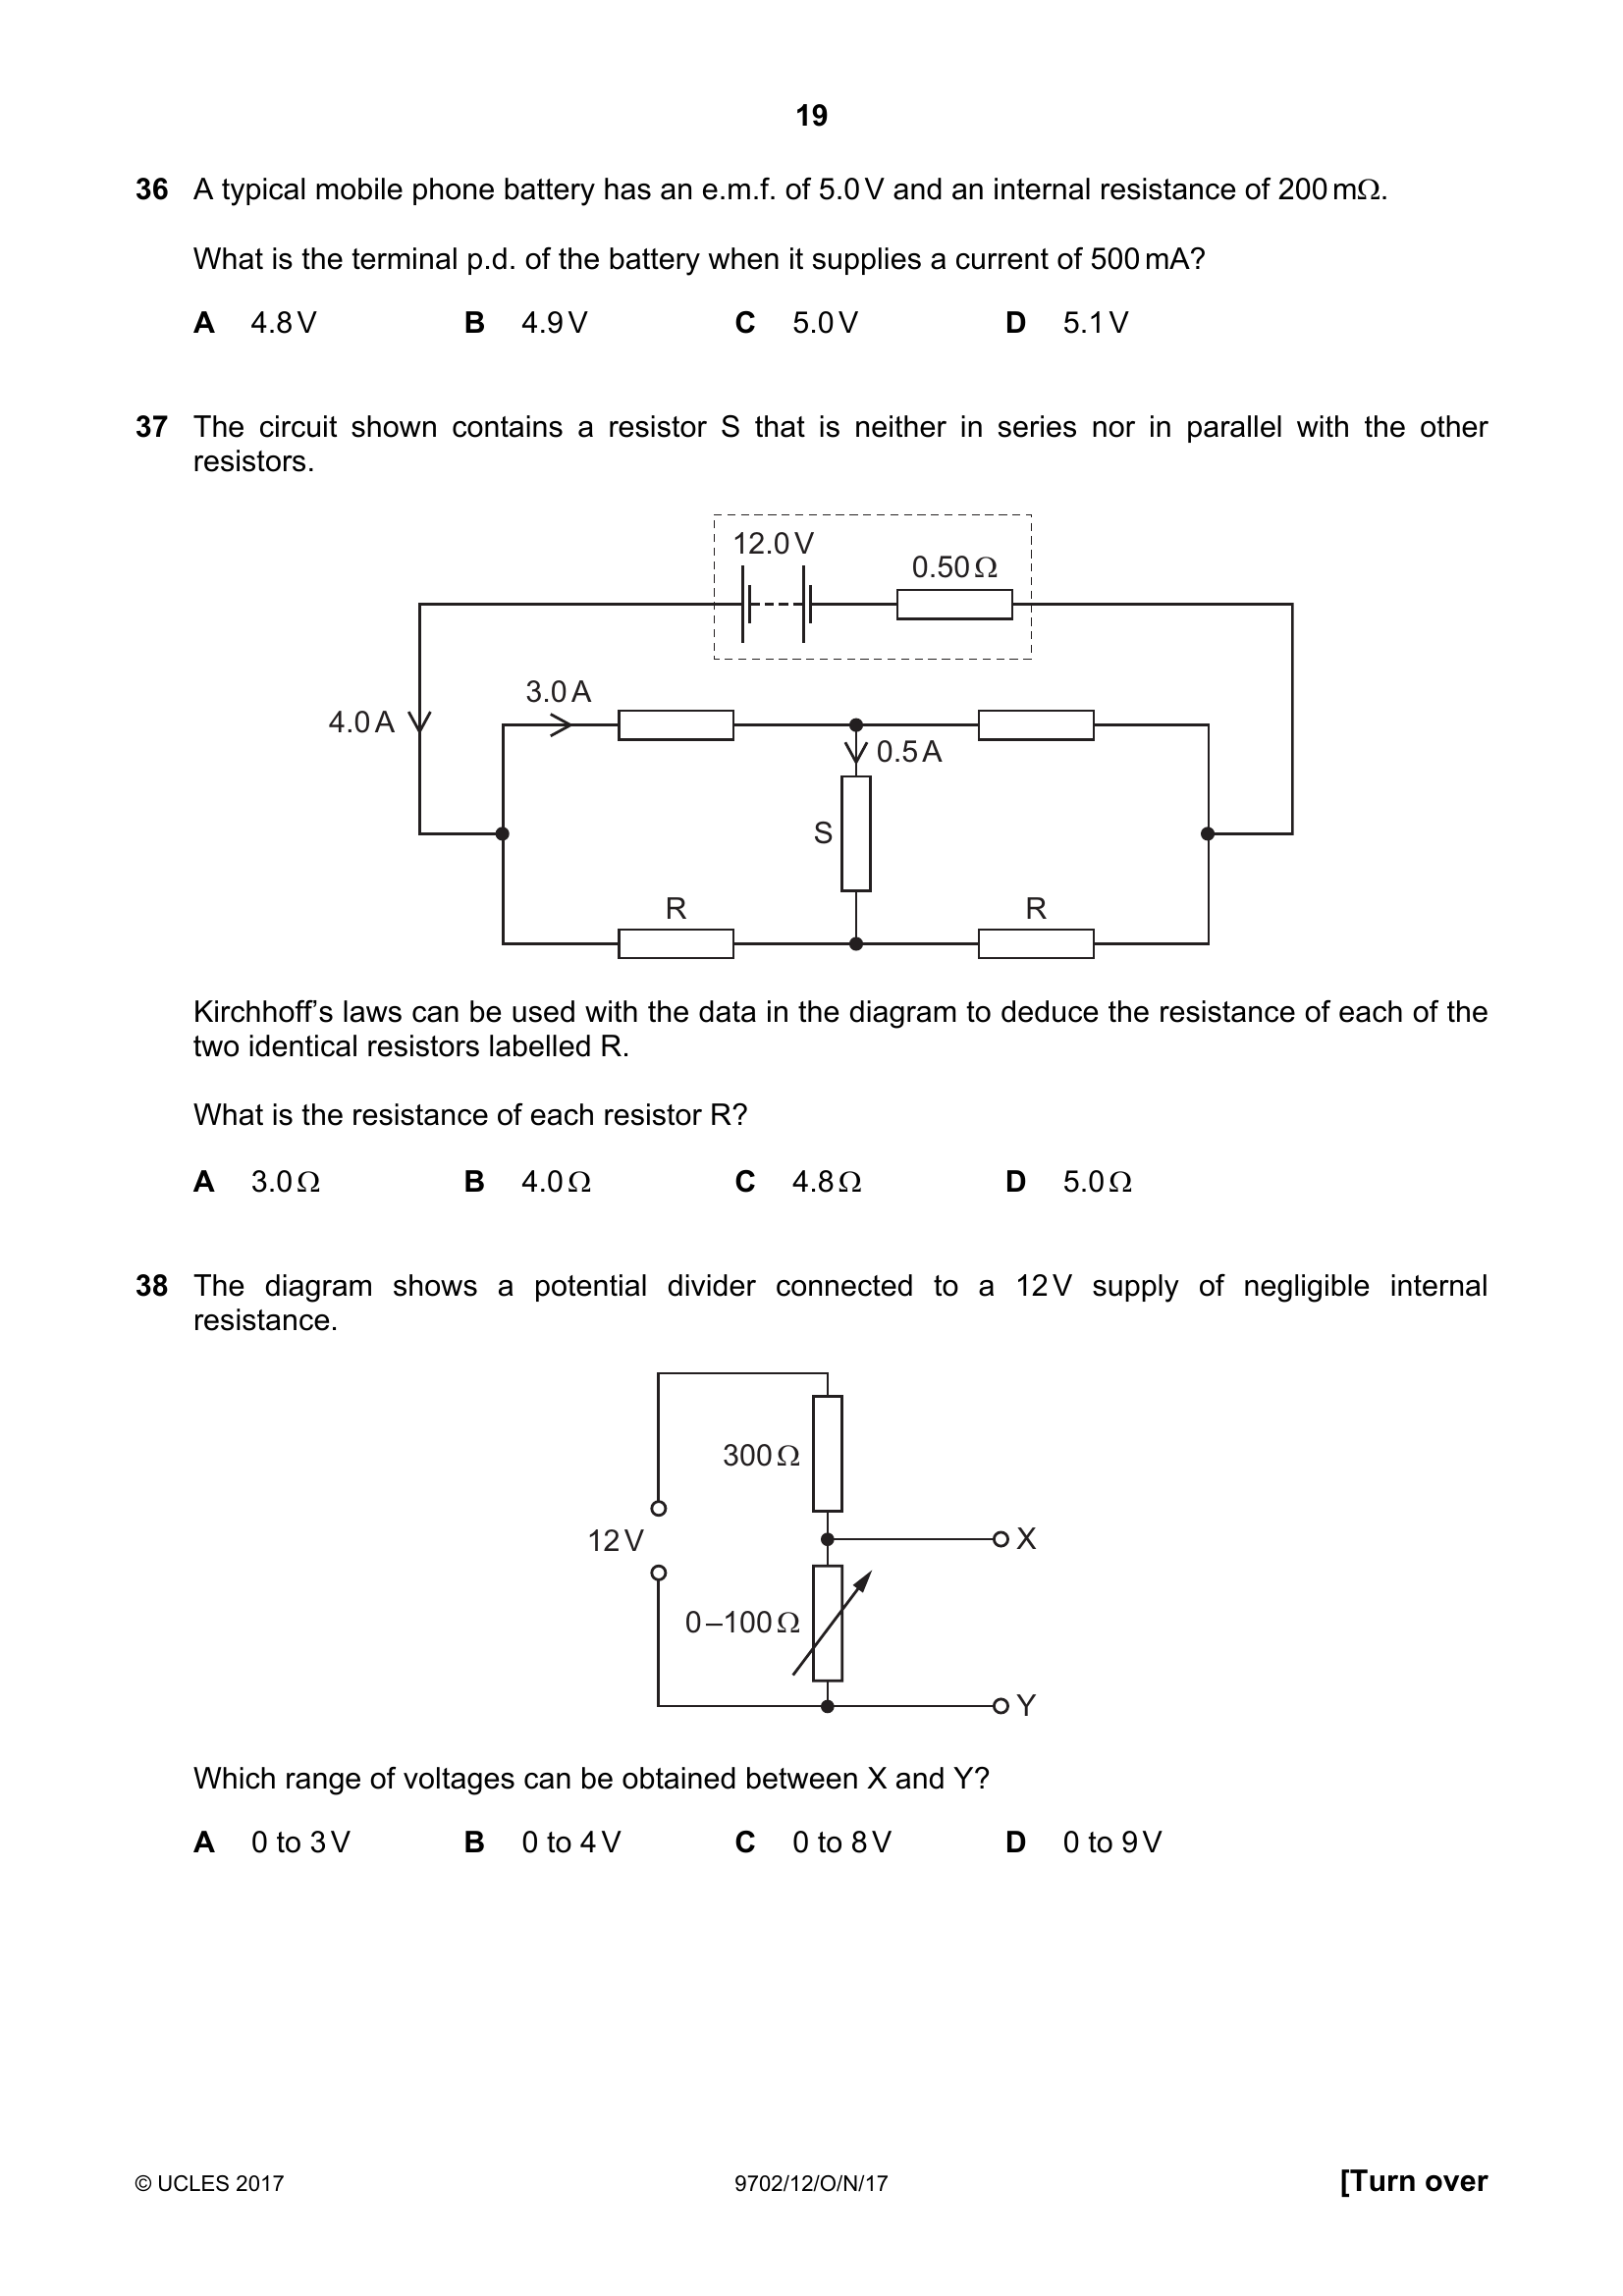 19
36 A typical mobile phone battery has an e.m.f. of 5.0 V and an internal resistance of 200 mΩ.
What is the terminal p.d. of the battery when it supplies a current of 500 mA?
A 4.8 V B 4.9 V C 5.0 V D 5.1 V
37 The circuit shown contains a resistor S that is neither in series nor in parallel with the other
resistors.
12.0 V
0.50 Ω
3.0 A
4.0 A
0.5 A
S
R R
Kirchhoff’s laws can be used with the data in the diagram to deduce the resistance of each of the
two identical resistors labelled R.
What is the resistance of each resistor R?
A 3.0 Ω B 4.0 Ω C 4.8 Ω D 5.0 Ω
38 The diagram shows a potential divider connected to a 12 V supply of negligible internal
resistance.
300 Ω
12 V X
0–100 Ω
Y
Which range of voltages can be obtained between X and Y?
A 0 to 3 V B 0 to 4 V C 0 to 8 V D 0 to 9 V
© UCLES 2017 9702/12/O/N/17 [Turn over